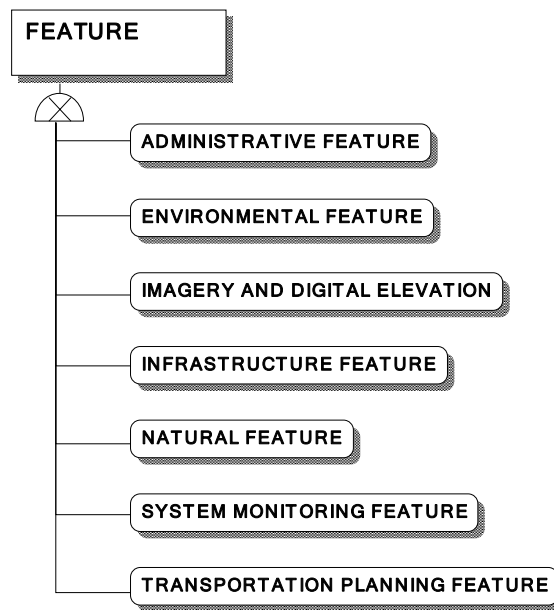 FEATURE
ADMINISTRATIVE FEATURE
ENVIRONMENTAL FEATURE
IMAGERY AND DIGITAL ELEVATION
INFRASTRUCTURE FEATURE
NATURAL FEATURE
SYSTEM MONITORING FEATURE
TRANSPORTATION PLANNING FEATURE